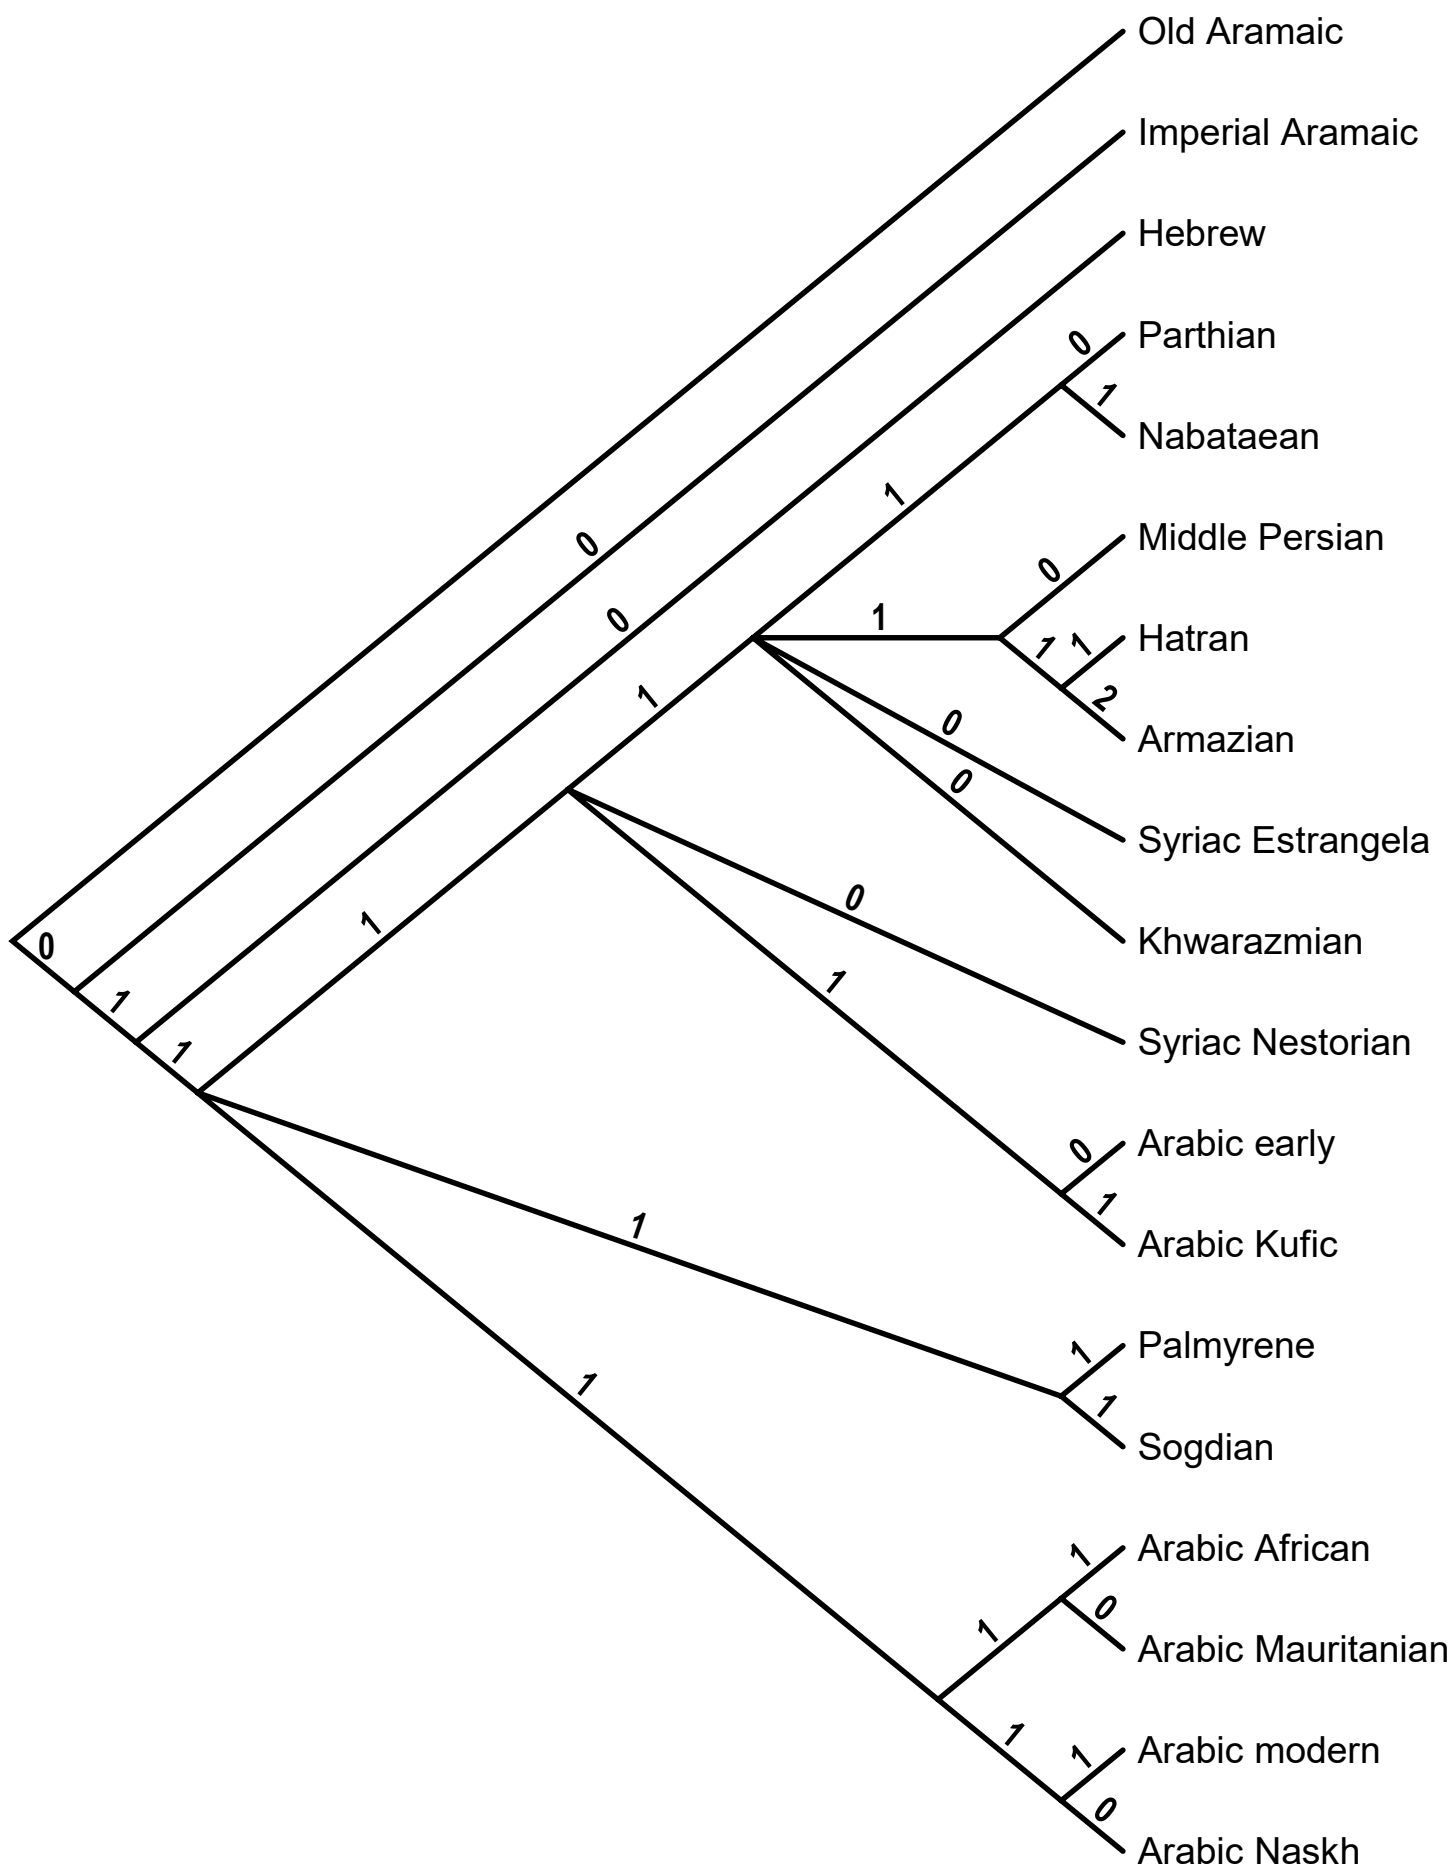 Old Aramaic
Imperial Aramaic
Hebrew
0
Parthian
1
Nabataean
1
0
Middle Persian
0
1
1
1
Hatran
0
1
2
Armazian
0
0
Syriac Estrangela
0
1
Khwarazmian
0
1
0
1
Syriac Nestorian
1
0
Arabic early
1
Arabic Kufic
1
1
Palmyrene
1
1
Sogdian
1
Arabic African
0
1
Arabic Mauritanian
1
1
Arabic modern
0
Arabic Naskh